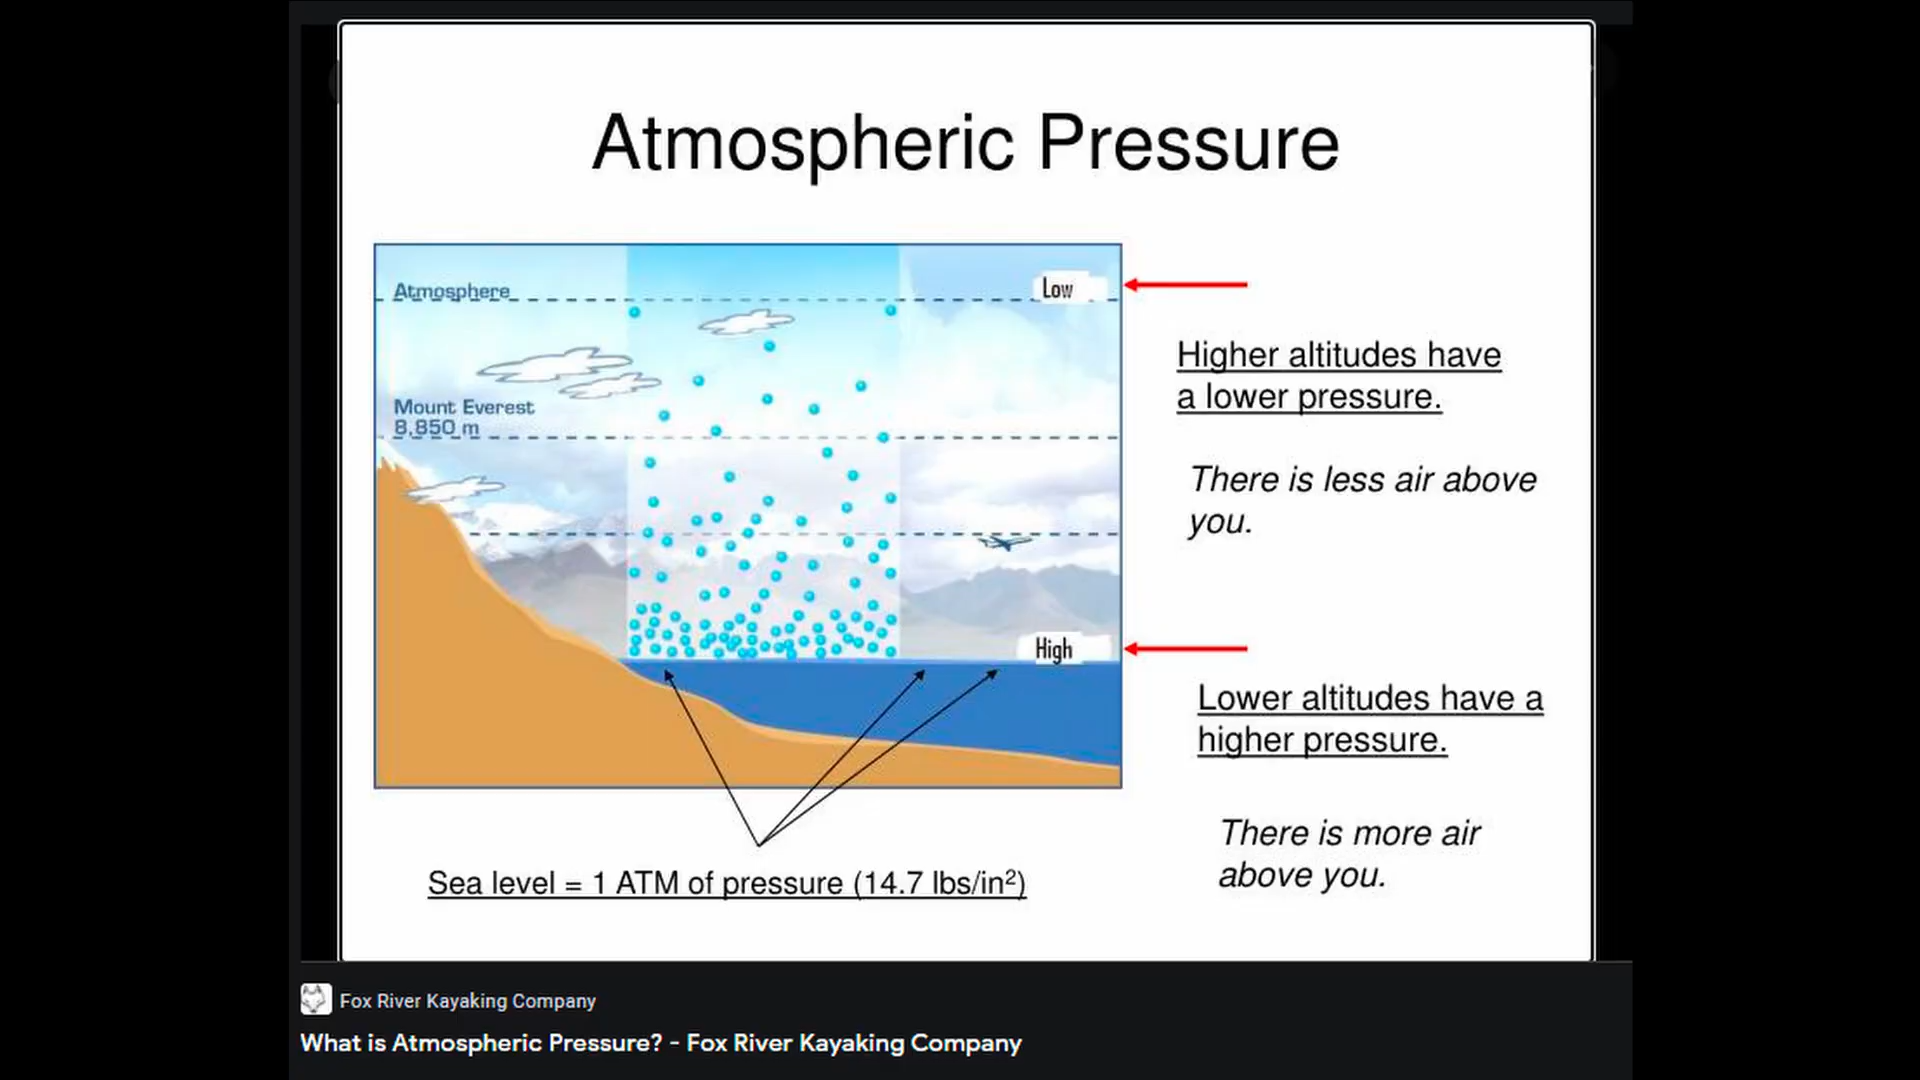 Atmospheric Pressure
Atmosphere
Low
Mount Everest
8,850 m
High
Higher altitudes have
a lower pressure.
There is less air above
you.
Lower altitudes have a
higher pressure.
There is more air
above you.
Sea level = 1 ATM of pressure (14.7 lbs/in²)
Fox River Kayaking Company
What is Atmospheric Pressure? - Fox River Kayaking Company